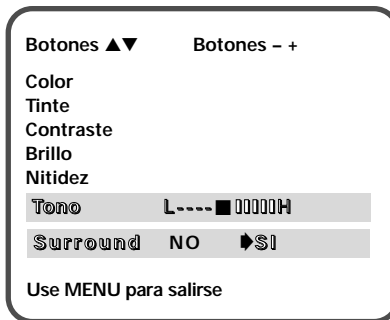 Botones ▲▼ Botones – +
Color
Tinte
Contraste
Brillo
Nitidez
Tono L----■IIIIIIH
Surround NO ➧SI
Use MENU para salirse